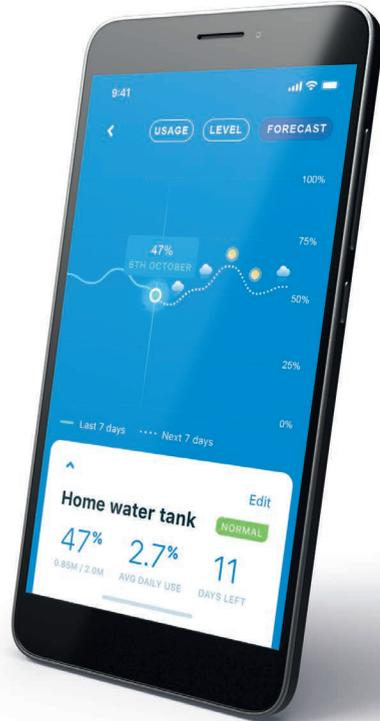 9:41
USAGE LEVEL FORECAST
100%
75%
47%
6TH OCTOBER
50%
25%
0%
Last 7 days Next 7 days
Home water tank Edit
NORMAL
47% 2.7% 11
0.85M / 2.0M AVG DAILY USE DAYS LEFT